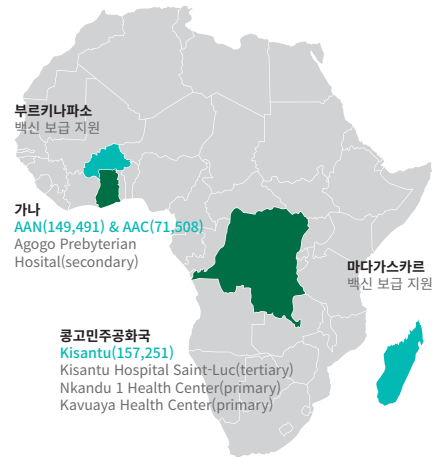 부르키나파소
백신 보급 지원
가나
AAN(149,491) & AAC(71,508)
Agogo Prebyterian
Hosital(secondary)
마다가스카르
백신 보급 지원
콩고민주공화국
Kisantu(157,251)
Kisantu Hospital Saint-Luc(tertiary)
Nkandu 1 Health Center(primary)
Kavuaya Health Center(primary)